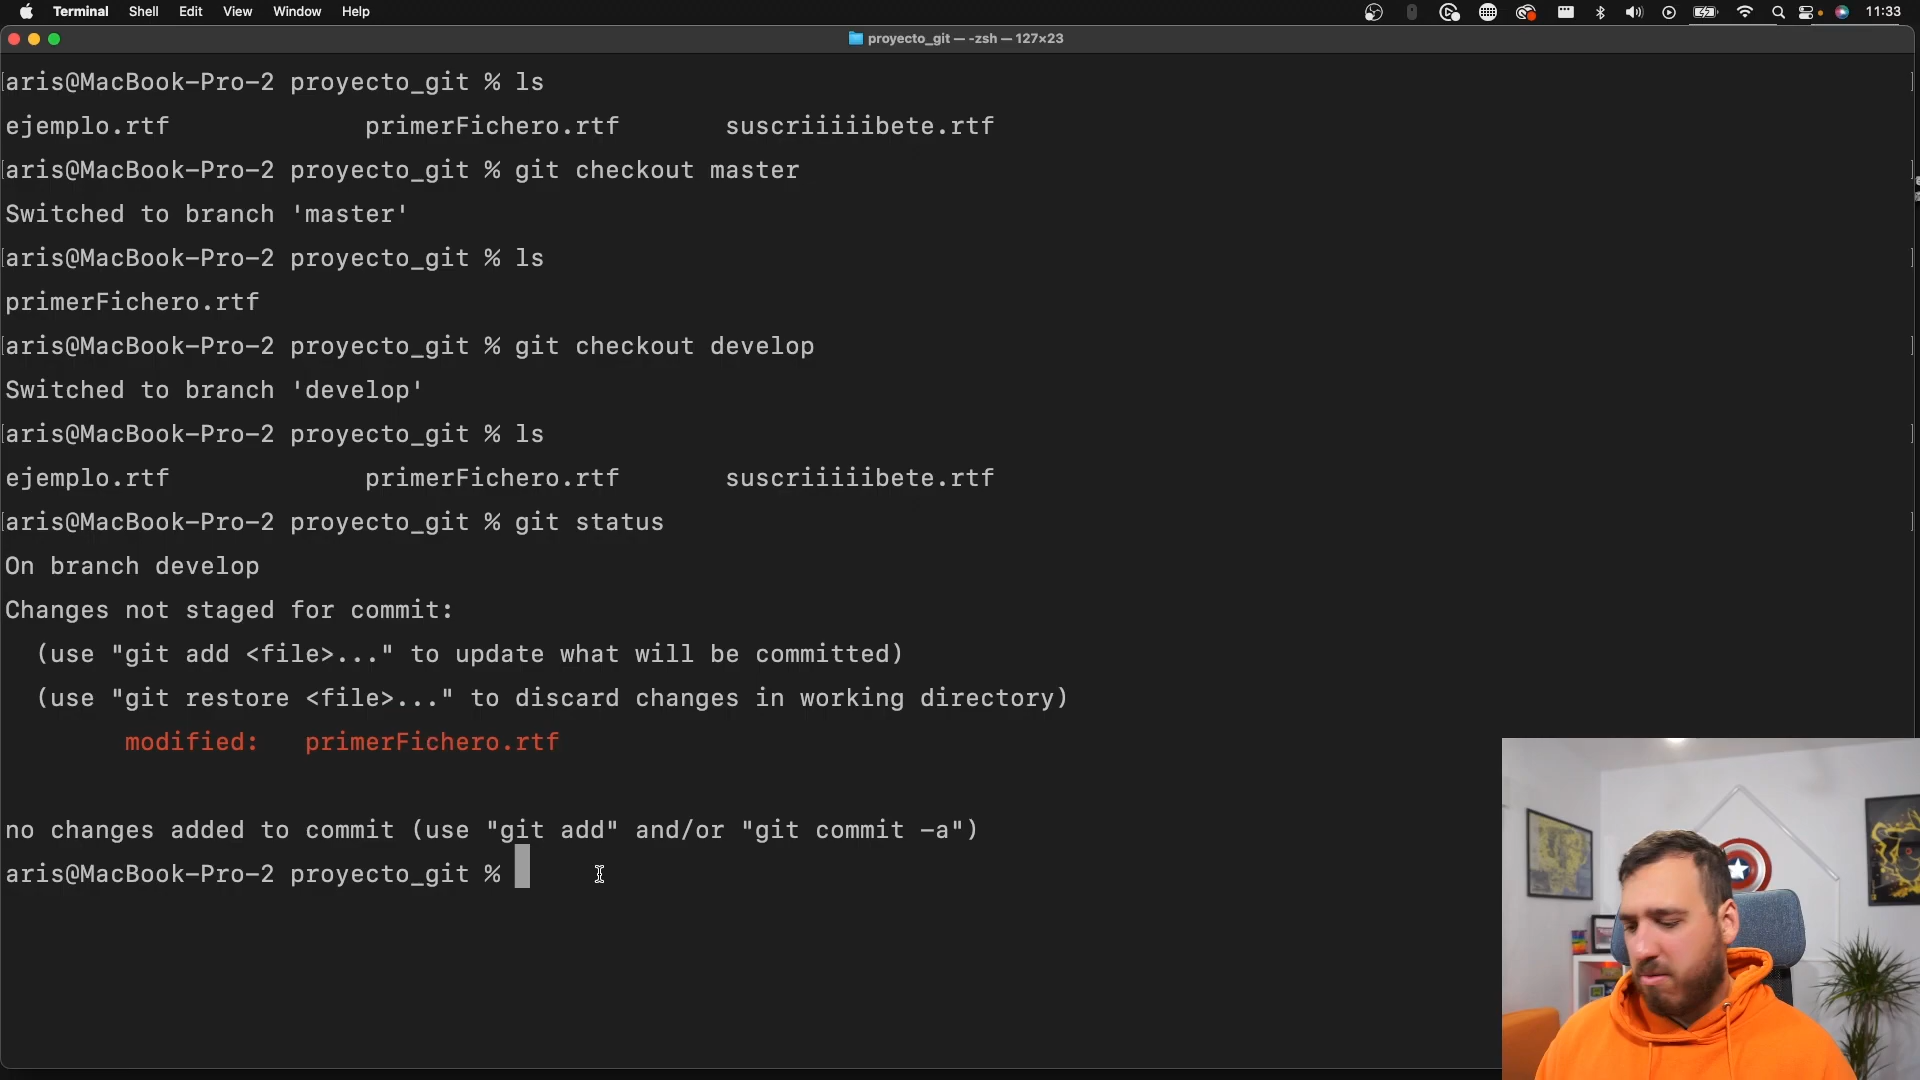 Terminal Shell Edit View Window Help 11:33
proyecto_git — -zsh — 127×23
aris@MacBook-Pro-2 proyecto_git % ls
ejemplo.rtf primerFichero.rtf suscriiiiibete.rtf
aris@MacBook-Pro-2 proyecto_git % git checkout master
Switched to branch 'master'
aris@MacBook-Pro-2 proyecto_git % ls
primerFichero.rtf
aris@MacBook-Pro-2 proyecto_git % git checkout develop
Switched to branch 'develop'
aris@MacBook-Pro-2 proyecto_git % ls
ejemplo.rtf primerFichero.rtf suscriiiiibete.rtf
aris@MacBook-Pro-2 proyecto_git % git status
On branch develop
Changes not staged for commit:
(use "git add <file>..." to update what will be committed)
(use "git restore <file>..." to discard changes in working directory)
modified: primerFichero.rtf
no changes added to commit (use "git add" and/or "git commit -a")
aris@MacBook-Pro-2 proyecto_git %